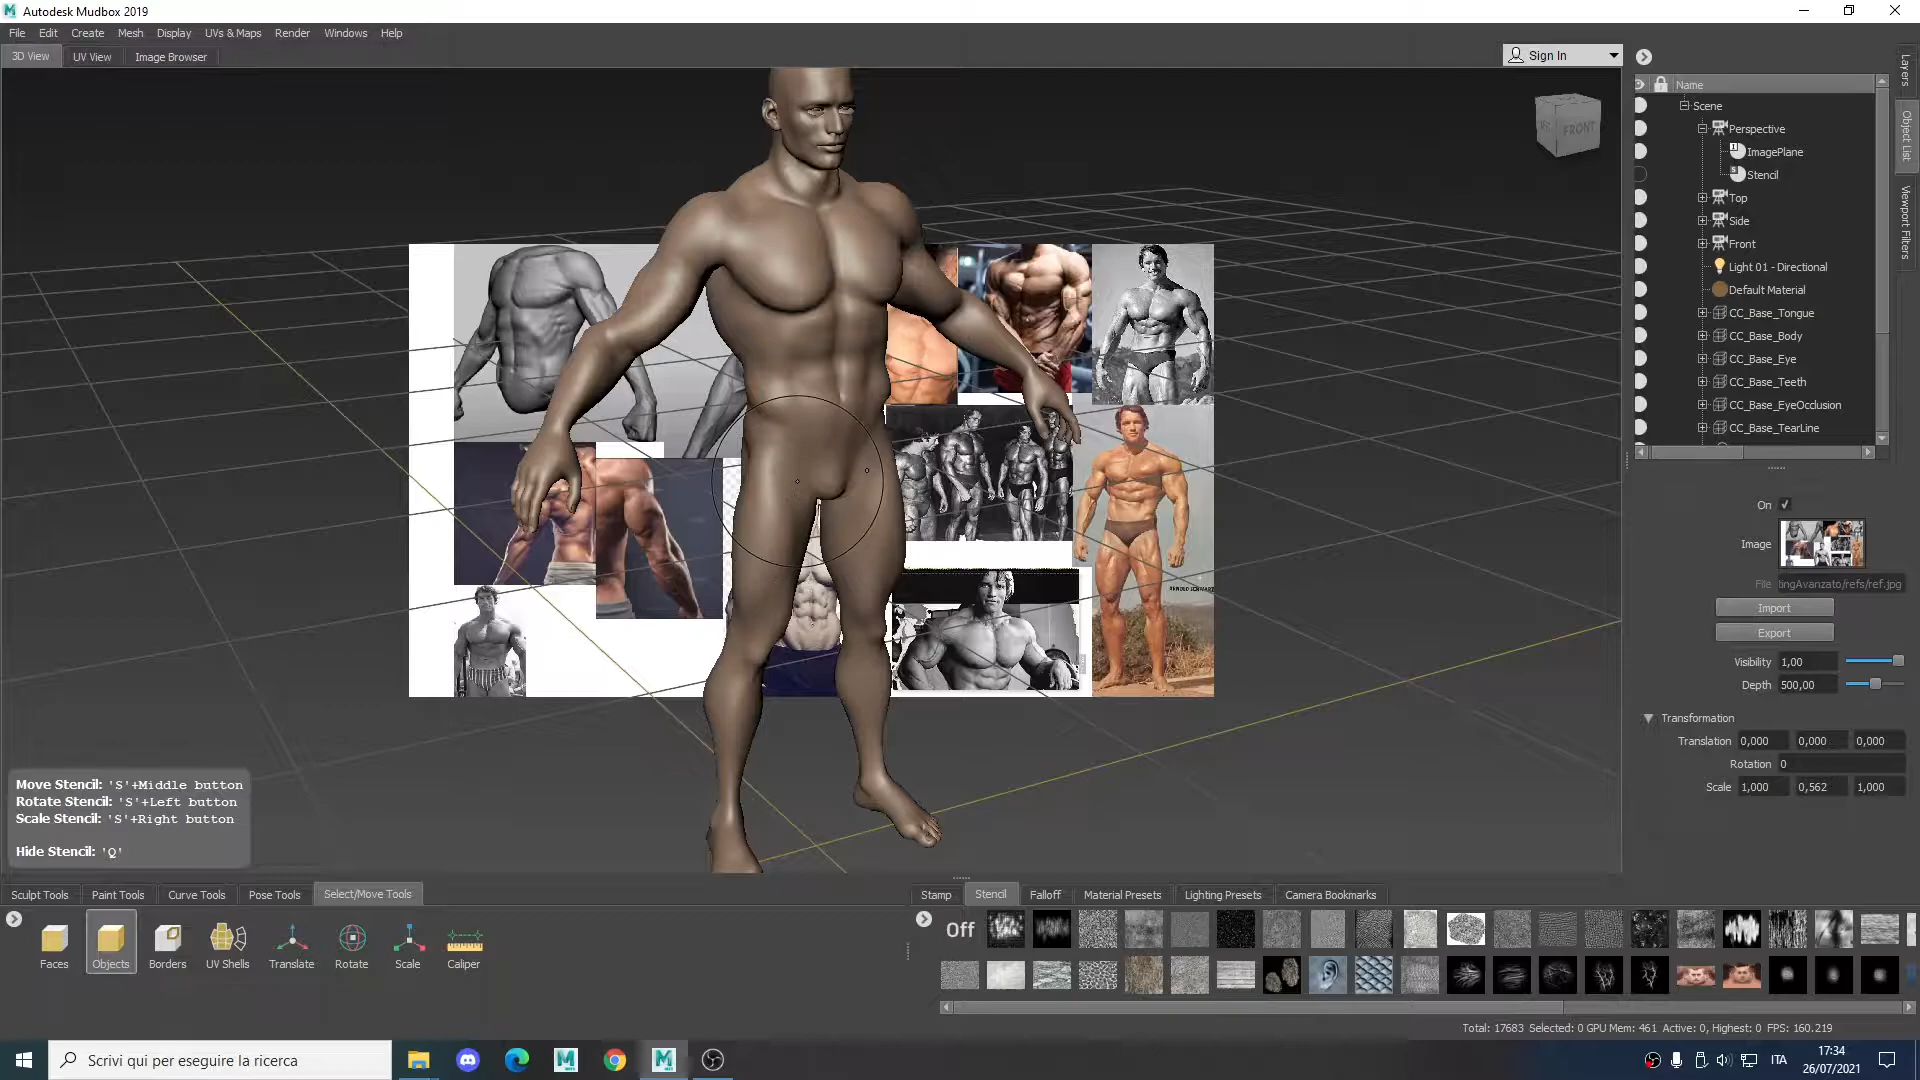 Autodesk Mudbox 2019
File Edit Create Mesh Display UVs & Maps Render Windows Help
3D View UV View Image Browser
Sign In
FRONT
Layers
Object List
Viewport Filters
Name
Scene
Perspective
ImagePlane
Stencil
Top
Side
Front
Light 01 - Directional
Default Material
CC_Base_Tongue
CC_Base_Body
CC_Base_Eye
CC_Base_Teeth
CC_Base_EyeOcclusion
CC_Base_TearLine
On
Image
File tingAvanzato/refs/ref.jpg
Import
Export
Visibility 1,00
Depth 500,00
Transformation
Translation 0,000 0,000 0,000
Rotation 0
Scale 1,000 0,562 1,000
Move Stencil: 'S'+Middle button
Rotate Stencil: 'S'+Left button
Scale Stencil: 'S'+Right button
Hide Stencil: 'Q'
Sculpt Tools Paint Tools Curve Tools Pose Tools Select/Move Tools
Faces Objects Borders UV Shells Translate Rotate Scale Caliper
Stamp Stencil Falloff Material Presets Lighting Presets Camera Bookmarks
Off
Total: 17683 Selected: 0 GPU Mem: 461 Active: 0, Highest: 0 FPS: 160.219
Scrivi qui per eseguire la ricerca
ITA
17:34
26/07/2021